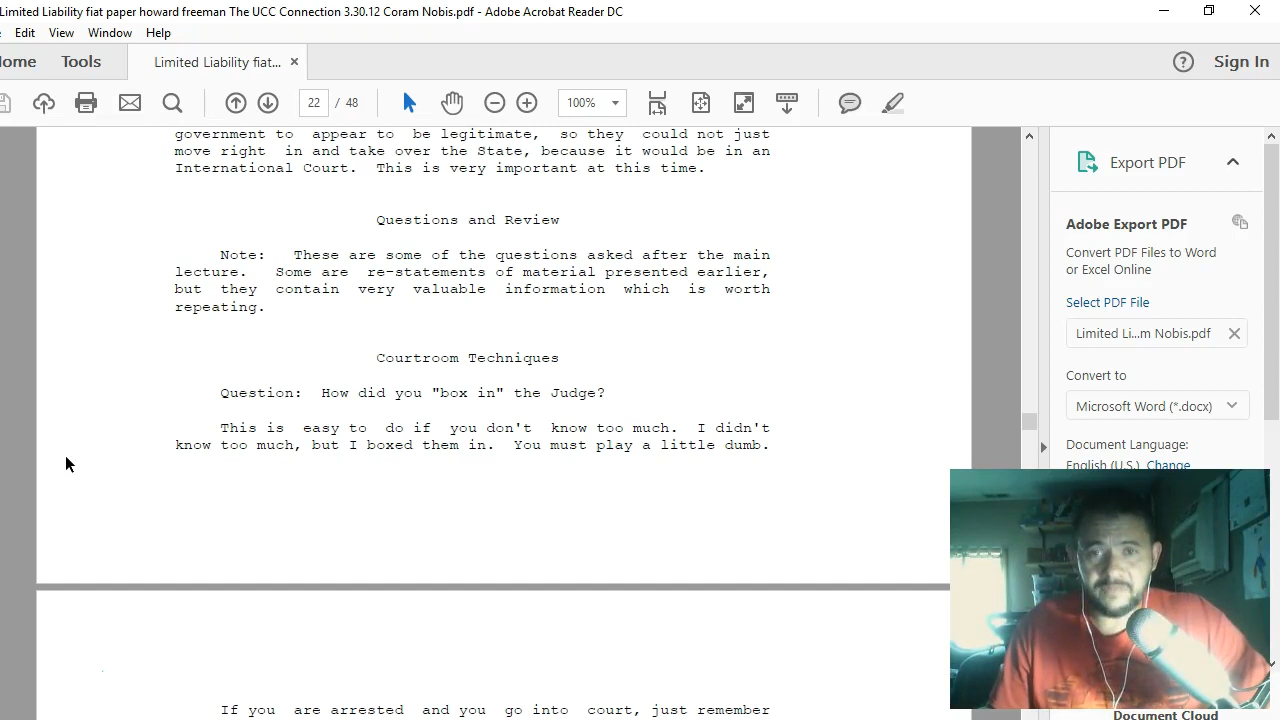 Limited Liability fiat paper howard freeman The UCC Connection 3.30.12 Coram Nobis.pdf - Adobe Acrobat Reader DC
Edit View Window Help
Tools Limited Liability fiat... × Sign In
22 / 48 100%
government to appear to be legitimate, so they could not just
move right in and take over the State, because it would be in an
International Court. This is very important at this time.
Questions and Review
Note: These are some of the questions asked after the main
lecture. Some are re-statements of material presented earlier,
but they contain very valuable information which is worth
repeating.
Courtroom Techniques
Question: How did you "box in" the Judge?
This is easy to do if you don't know too much. I didn't
know too much, but I boxed them in. You must play a little dumb.
If you are arrested and you go into court, just remember
Export PDF
Adobe Export PDF
Convert PDF Files to Word
or Excel Online
Select PDF File
Limited Li...m Nobis.pdf
Convert to
Microsoft Word (*.docx)
Document Language:
English (U.S.) Change
Document Cloud